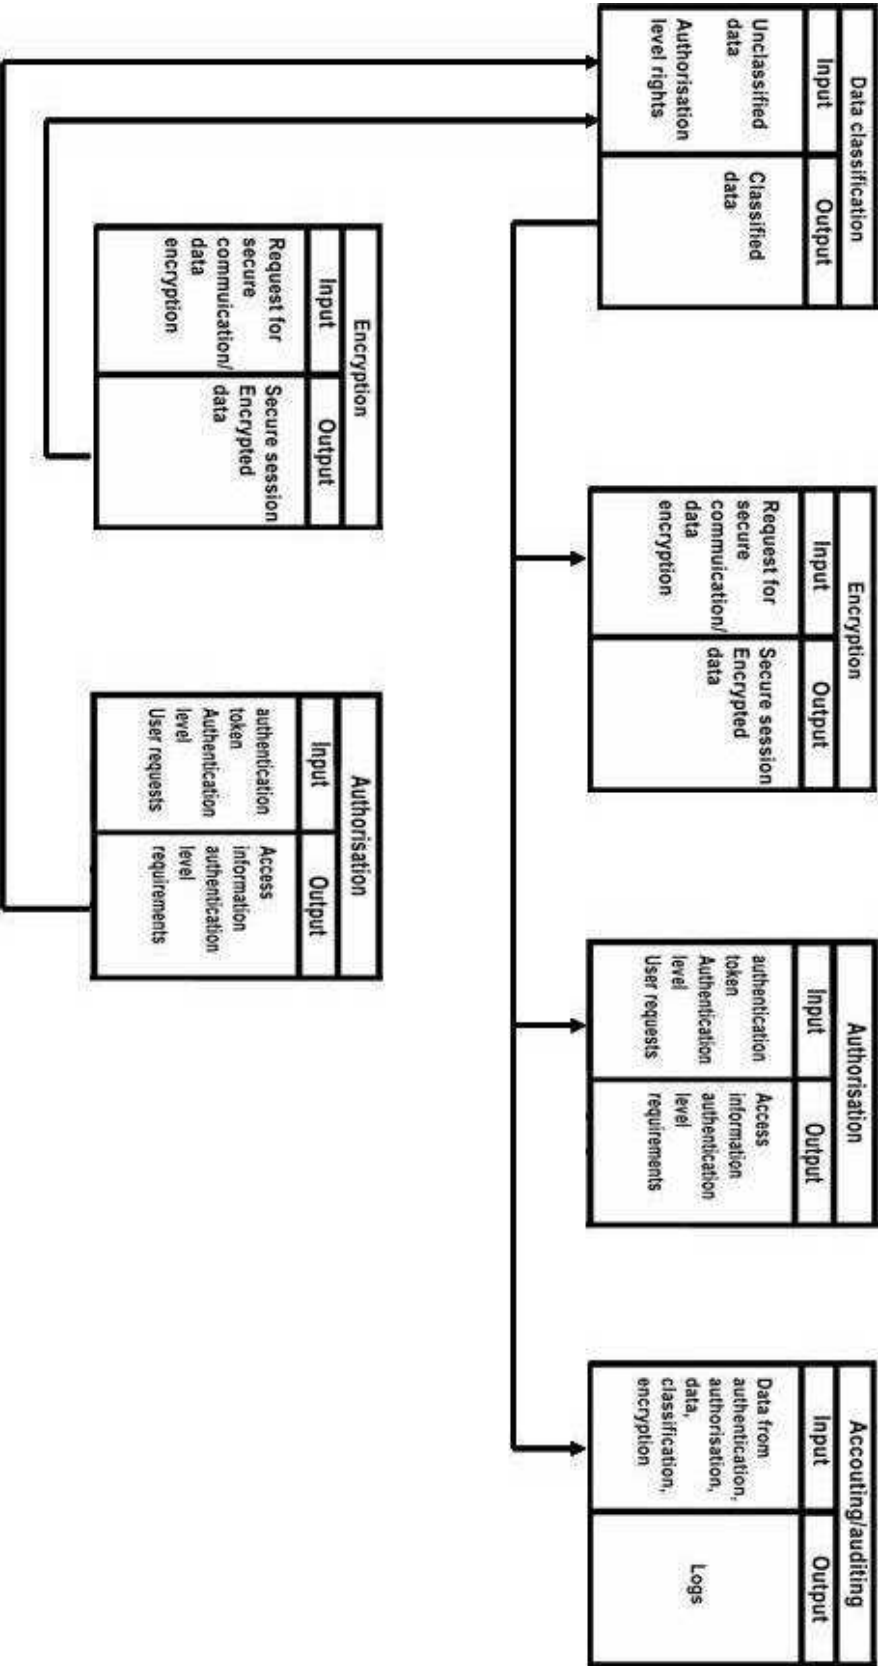 Data classification
Input
Output
Unclassified
data
Authorisation
level rights
Classified
data
Encryption
Input
Output
Request for
secure
commuication/
data
encryption
Secure session
Encrypted
data
Authorisation
Input
Output
authentication
token
Authentication
level
User requests
Access
information
authentication
level
requirements
Accouting/auditing
Input
Output
Data from
authentication,
authorisation,
data,
classification,
encryption
Logs
Encryption
Input
Output
Request for
secure
commuication/
data
encryption
Secure session
Encrypted
data
Authorisation
Input
Output
authentication
token
Authentication
level
User requests
Access
information
authentication
level
requirements